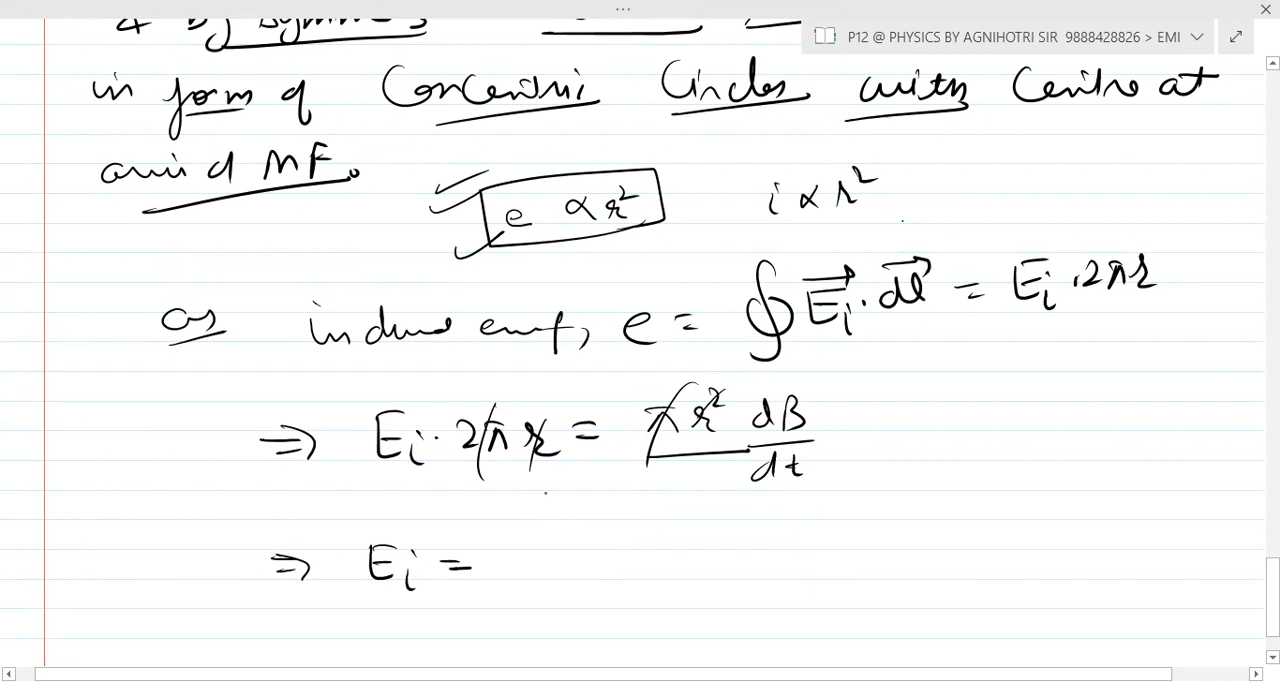 P12 @ PHYSICS BY AGNIHOTRI SIR 9888428826 > EMI
& by
in form of Concentric Circles with Centre at
axis of MF.
e ∝ r² i ∝ r²
as induced emf, e = ∮ E⃗i · d⃗l = Ei · 2πr
⇒ Ei · 2πr = πr² dB/dt
⇒ Ei =